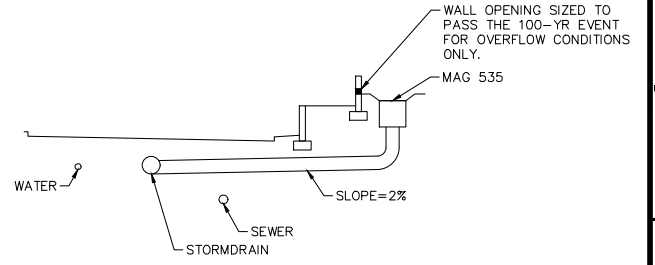 WALL OPENING SIZED TO
PASS THE 100-YR EVENT
FOR OVERFLOW CONDITIONS
ONLY.
MAG 535
SLOPE=2%
WATER
SEWER
STORMDRAIN